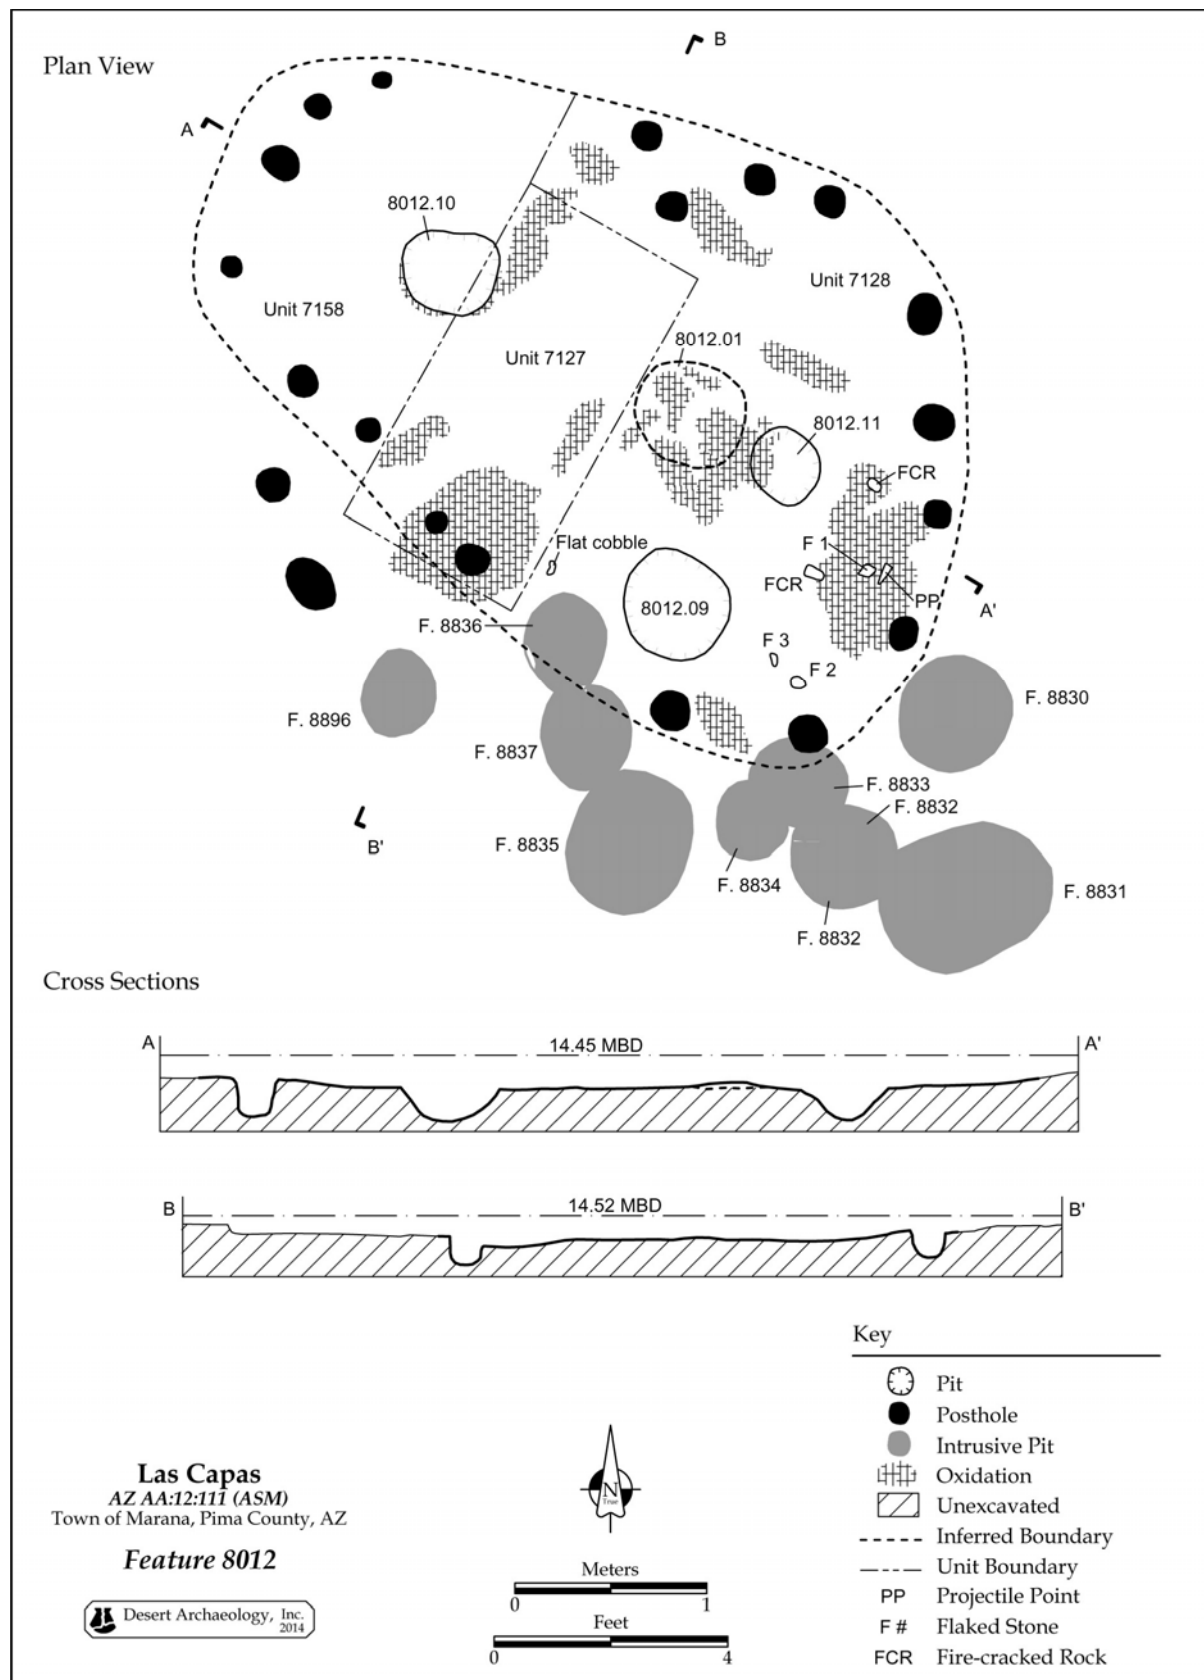 Plan View
B
A
8012.10
Unit 7158
Unit 7128
Unit 7127
8012.01
8012.11
FCR
F 1
Flat cobble
FCR
PP
A'
8012.09
F. 8836
F 3
F 2
F. 8896
F. 8830
F. 8837
F. 8833
F. 8832
B'
F. 8835
F. 8834
F. 8831
F. 8832
Cross Sections
A
14.45 MBD
A'
B
14.52 MBD
B'
Key
Pit
Posthole
Intrusive Pit
Oxidation
Unexcavated
Inferred Boundary
Unit Boundary
PP Projectile Point
F # Flaked Stone
FCR Fire-cracked Rock
Las Capas
AZ AA:12:111 (ASM)
Town of Marana, Pima County, AZ
Feature 8012
Desert Archaeology, Inc.
2014
N
True
Meters
0 1
Feet
0 4